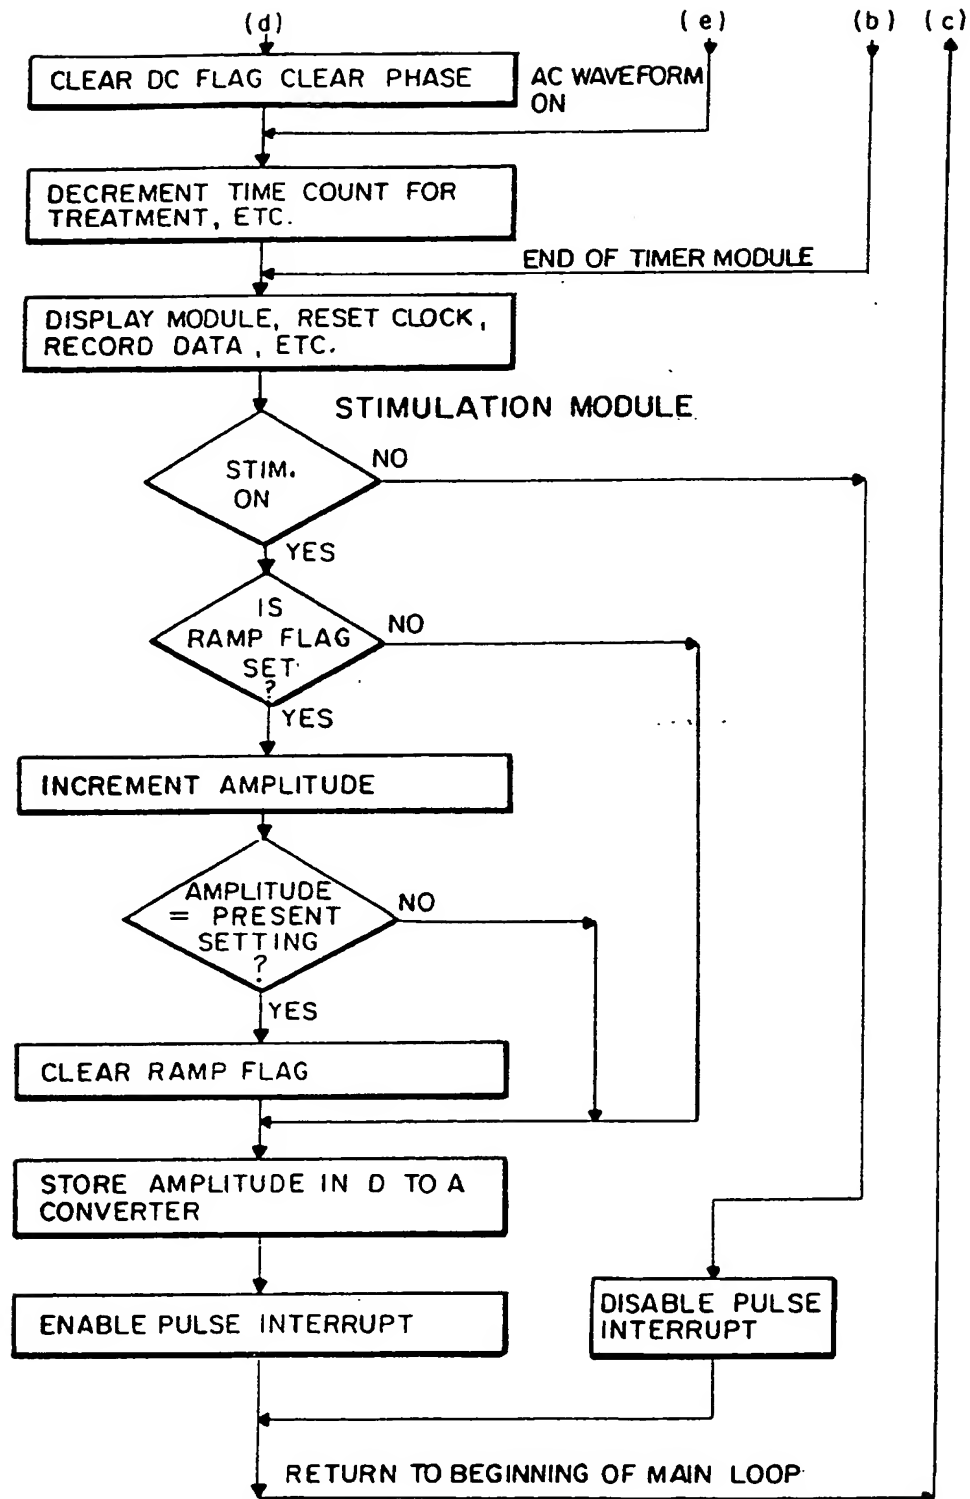 (d) (e) (b) (c)
CLEAR DC FLAG CLEAR PHASE
AC WAVEFORM
ON
DECREMENT TIME COUNT FOR
TREATMENT, ETC.
END OF TIMER MODULE
DISPLAY MODULE, RESET CLOCK,
RECORD DATA, ETC.
STIMULATION MODULE
STIM.
ON
NO
YES
IS
RAMP FLAG
SET
?
NO
YES
INCREMENT AMPLITUDE
AMPLITUDE
= PRESENT
SETTING
?
NO
YES
CLEAR RAMP FLAG
STORE AMPLITUDE IN D TO A
CONVERTER
ENABLE PULSE INTERRUPT
DISABLE PULSE
INTERRUPT
RETURN TO BEGINNING OF MAIN LOOP